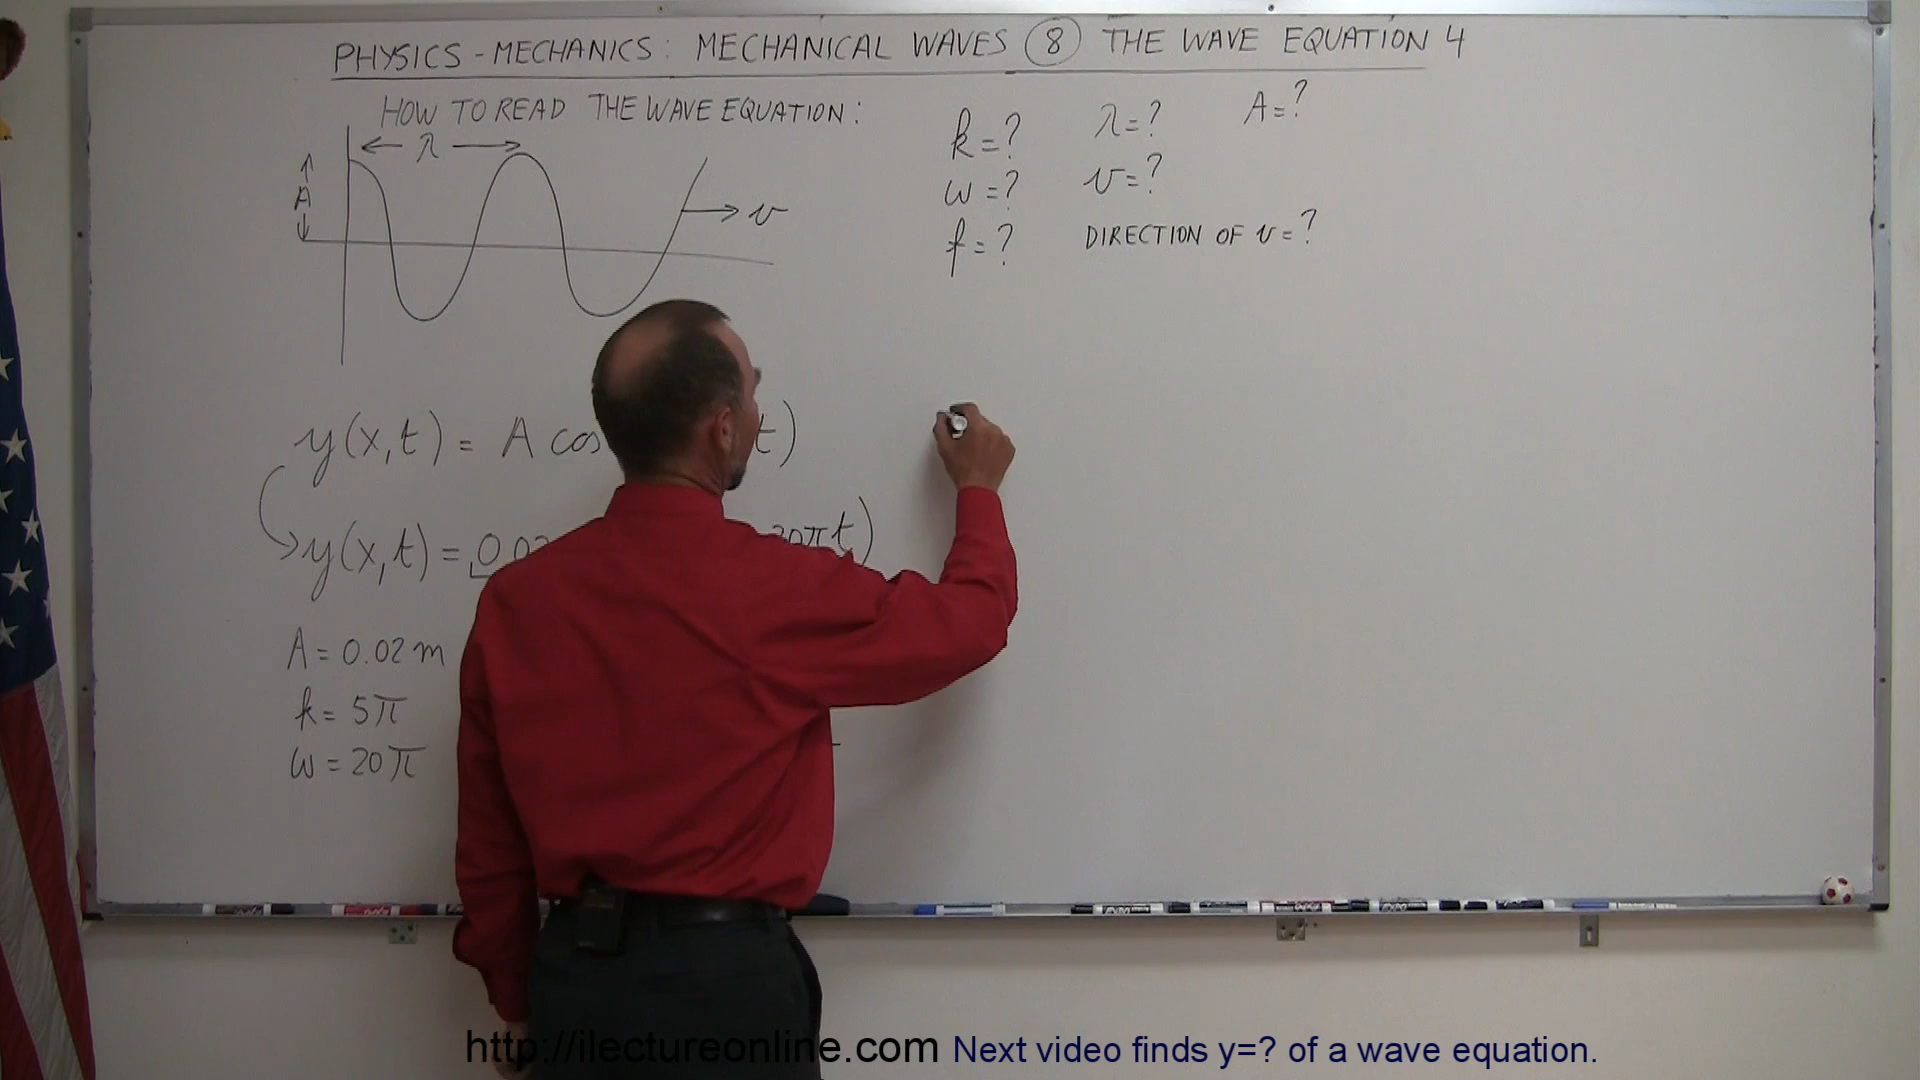 PHYSICS - MECHANICS: MECHANICAL WAVES 8 THE WAVE EQUATION 4
HOW TO READ THE WAVE EQUATION:
λ
A
v
k = ?
ω = ?
f = ?
λ = ?
v = ?
DIRECTION OF v = ?
A = ?
y(x,t) = A cos t)
y(x,t) = 0.02 20πt)
A = 0.02 m
k = 5π
ω = 20π
http://ilectureonline.com Next video finds y=? of a wave equation.